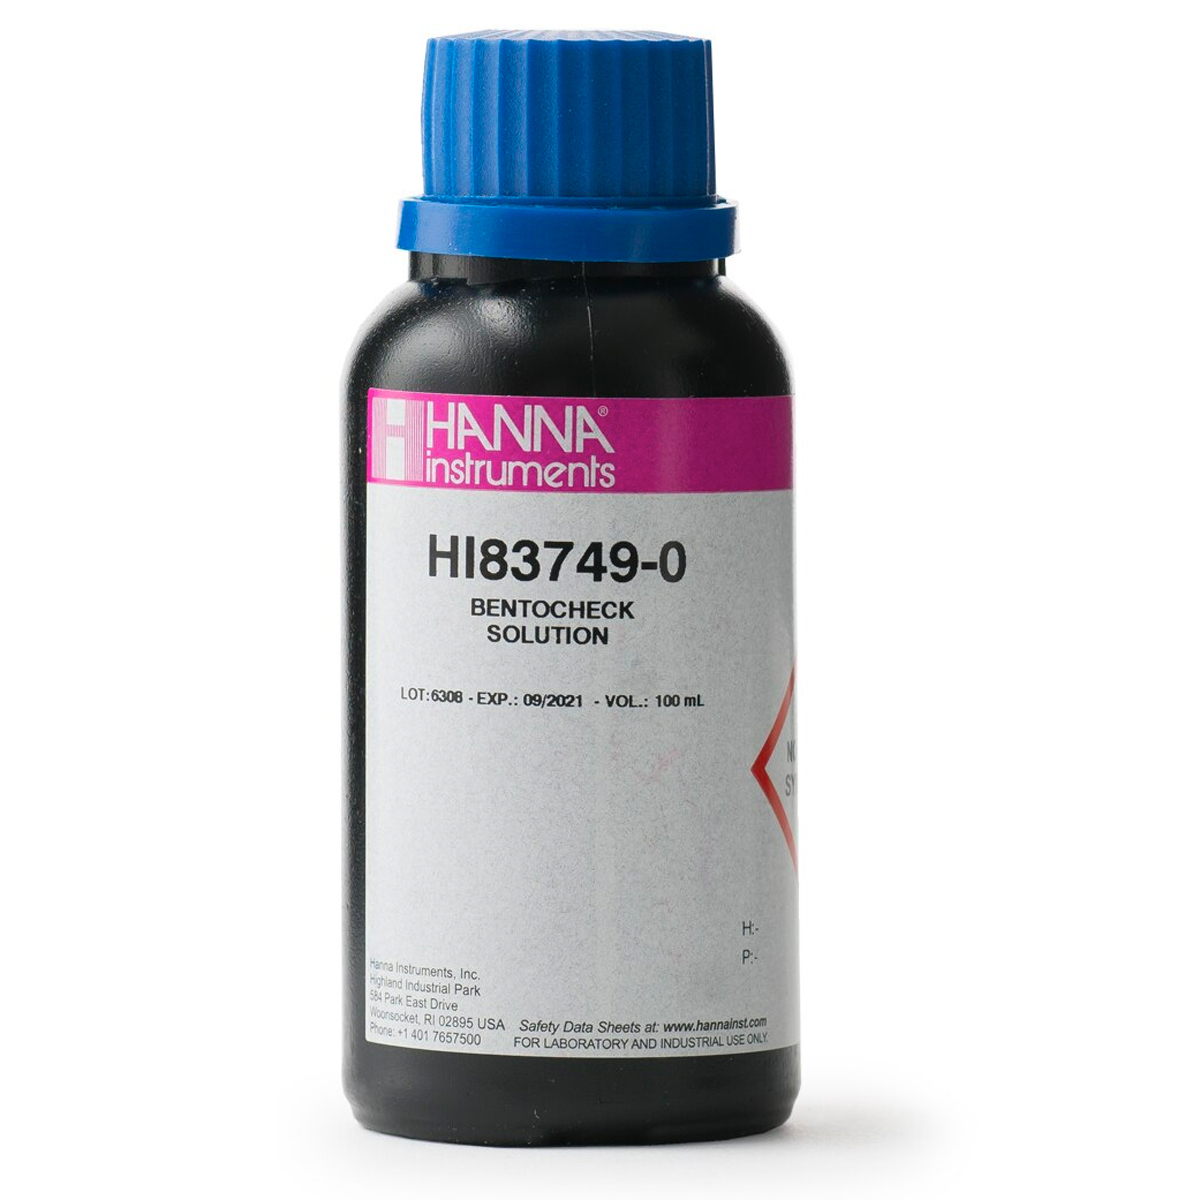 HANNA®
instruments
HI83749-0
BENTOCHECK
SOLUTION
LOT:6308 - EXP.: 09/2021 - VOL.: 100 mL
H:-
P:-
Hanna Instruments, Inc.
Highland Industrial Park
584 Park East Drive
Woonsocket, RI 02895 USA
Phone: +1 401 7657500
Safety Data Sheets at: www.hannainst.com
FOR LABORATORY AND INDUSTRIAL USE ONLY.